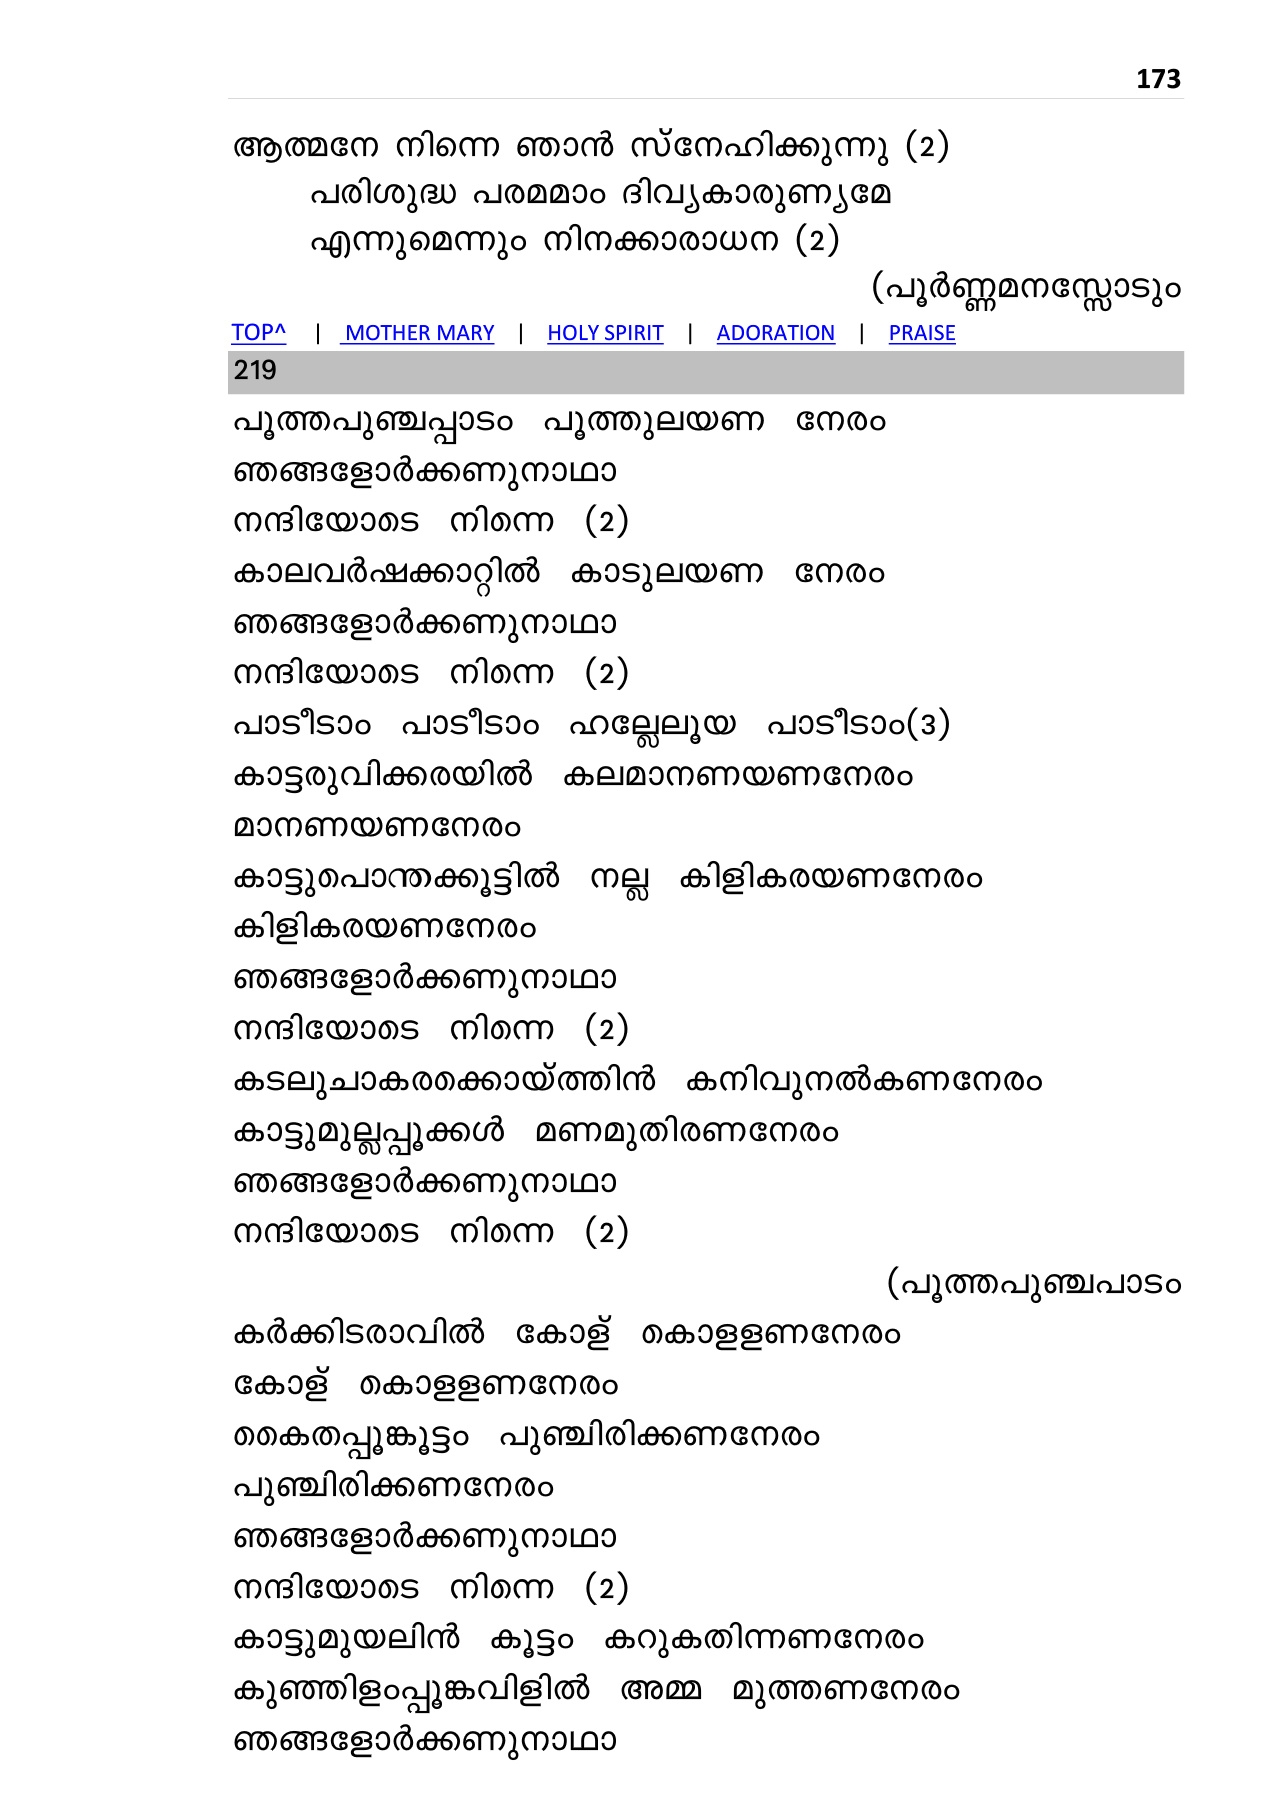 173
ആത്മനേ നിന്നെ ഞാൻ സ്നേഹിക്കുന്നു (2)
പരിശുദ്ധ പരമമാം ദിവ്യകാരുണ്യമേ
എന്നുമെന്നും നിനക്കാരാധന (2)
(പൂർണ്ണമനസ്സോടും
TOP^ | MOTHER MARY | HOLY SPIRIT | ADORATION | PRAISE
219
പൂത്തപുഞ്ചപ്പാടം പൂത്തുലയണ നേരം
ഞങ്ങളോർക്കണുനാഥാ
നന്ദിയോടെ നിന്നെ (2)
കാലവർഷക്കാറ്റിൽ കാടുലയണ നേരം
ഞങ്ങളോർക്കണുനാഥാ
നന്ദിയോടെ നിന്നെ (2)
പാടീടാം പാടീടാം ഹല്ലേലൂയ പാടീടാം(3)
കാട്ടരുവിക്കരയിൽ കലമാനണയണനേരം
മാനണയണനേരം
കാട്ടുപൊന്തക്കൂട്ടിൽ നല്ല കിളികരയണനേരം
കിളികരയണനേരം
ഞങ്ങളോർക്കണുനാഥാ
നന്ദിയോടെ നിന്നെ (2)
കടലുചാകരക്കൊയ്ത്തിൻ കനിവുനൽകണനേരം
കാട്ടുമുല്ലപ്പൂക്കൾ മണമുതിരണനേരം
ഞങ്ങളോർക്കണുനാഥാ
നന്ദിയോടെ നിന്നെ (2)
(പൂത്തപുഞ്ചപാടം
കർക്കിടരാവിൽ കോള് കൊളളണനേരം
കോള് കൊളളണനേരം
കൈതപ്പൂങ്കൂട്ടം പുഞ്ചിരിക്കണനേരം
പുഞ്ചിരിക്കണനേരം
ഞങ്ങളോർക്കണുനാഥാ
നന്ദിയോടെ നിന്നെ (2)
കാട്ടുമുയലിൻ കൂട്ടം കറുകതിന്നണനേരം
കുഞ്ഞിളംപ്പൂങ്കവിളിൽ അമ്മ മുത്തണനേരം
ഞങ്ങളോർക്കണുനാഥാ